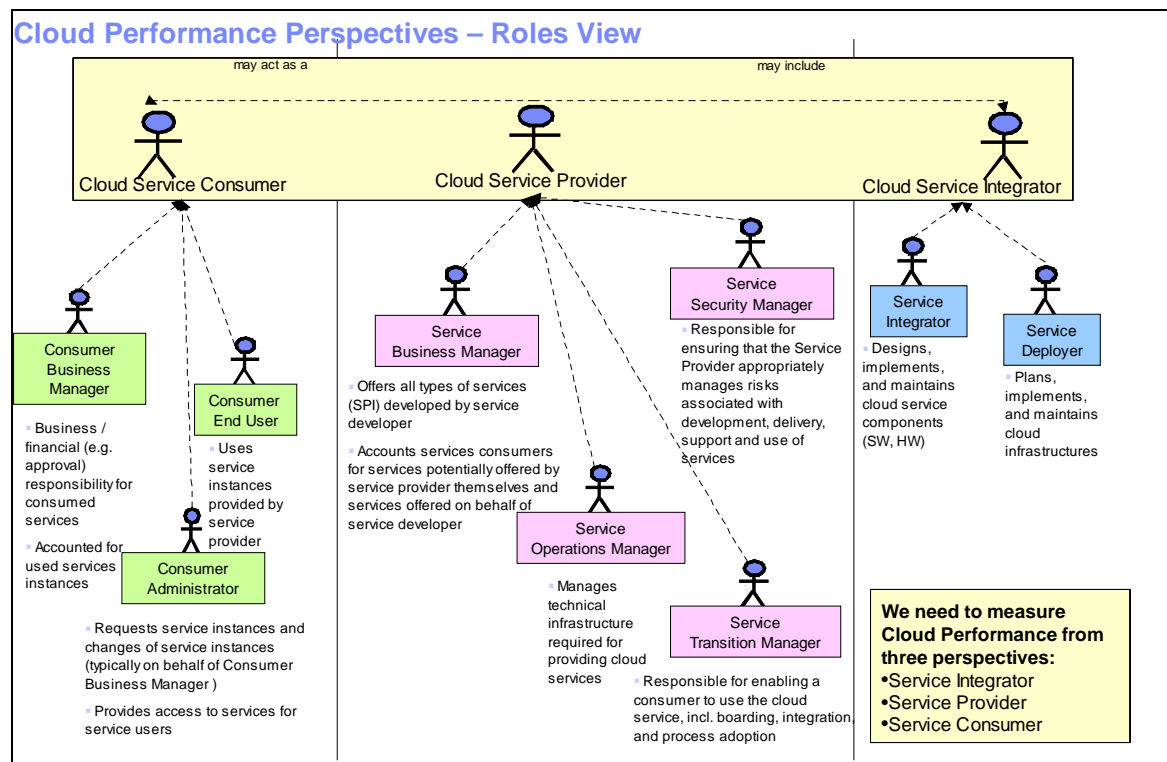 Cloud Performance Perspectives – Roles View
may act as a
may include
Cloud Service Consumer
Cloud Service Provider
Cloud Service Integrator
Consumer
Business
Manager
▪ Business /
financial (e.g.
approval)
responsibility for
consumed
services
▪ Accounted for
used services
instances
Consumer
End User
▪ Uses
service
instances
provided by
service
provider
Consumer
Administrator
▪ Requests service instances and
changes of service instances
(typically on behalf of Consumer
Business Manager )
▪ Provides access to services for
service users
Service
Business Manager
▪ Offers all types of services
(SPI) developed by service
developer
▪ Accounts services consumers
for services potentially offered by
service provider themselves and
services offered on behalf of
service developer
Service
Security Manager
▪ Responsible for
ensuring that the Service
Provider appropriately
manages risks
associated with
development, delivery,
support and use of
services
Service
Operations Manager
▪ Manages
technical
infrastructure
required for
providing cloud
services
Service
Transition Manager
▪ Responsible for enabling a
consumer to use the cloud
service, incl. boarding, integration,
and process adoption
Service
Integrator
▪ Designs,
implements,
and maintains
cloud service
components
(SW, HW)
Service
Deployer
▪ Plans,
implements,
and maintains
cloud
infrastructures
We need to measure
Cloud Performance from
three perspectives:
•Service Integrator
•Service Provider
•Service Consumer